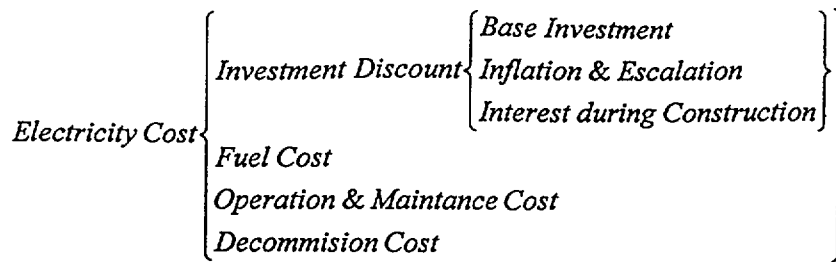 Base Investment
Investment Discount Inflation & Escalation
Interest during Construction
Electricity Cost
Fuel Cost
Operation & Maintance Cost
Decommision Cost